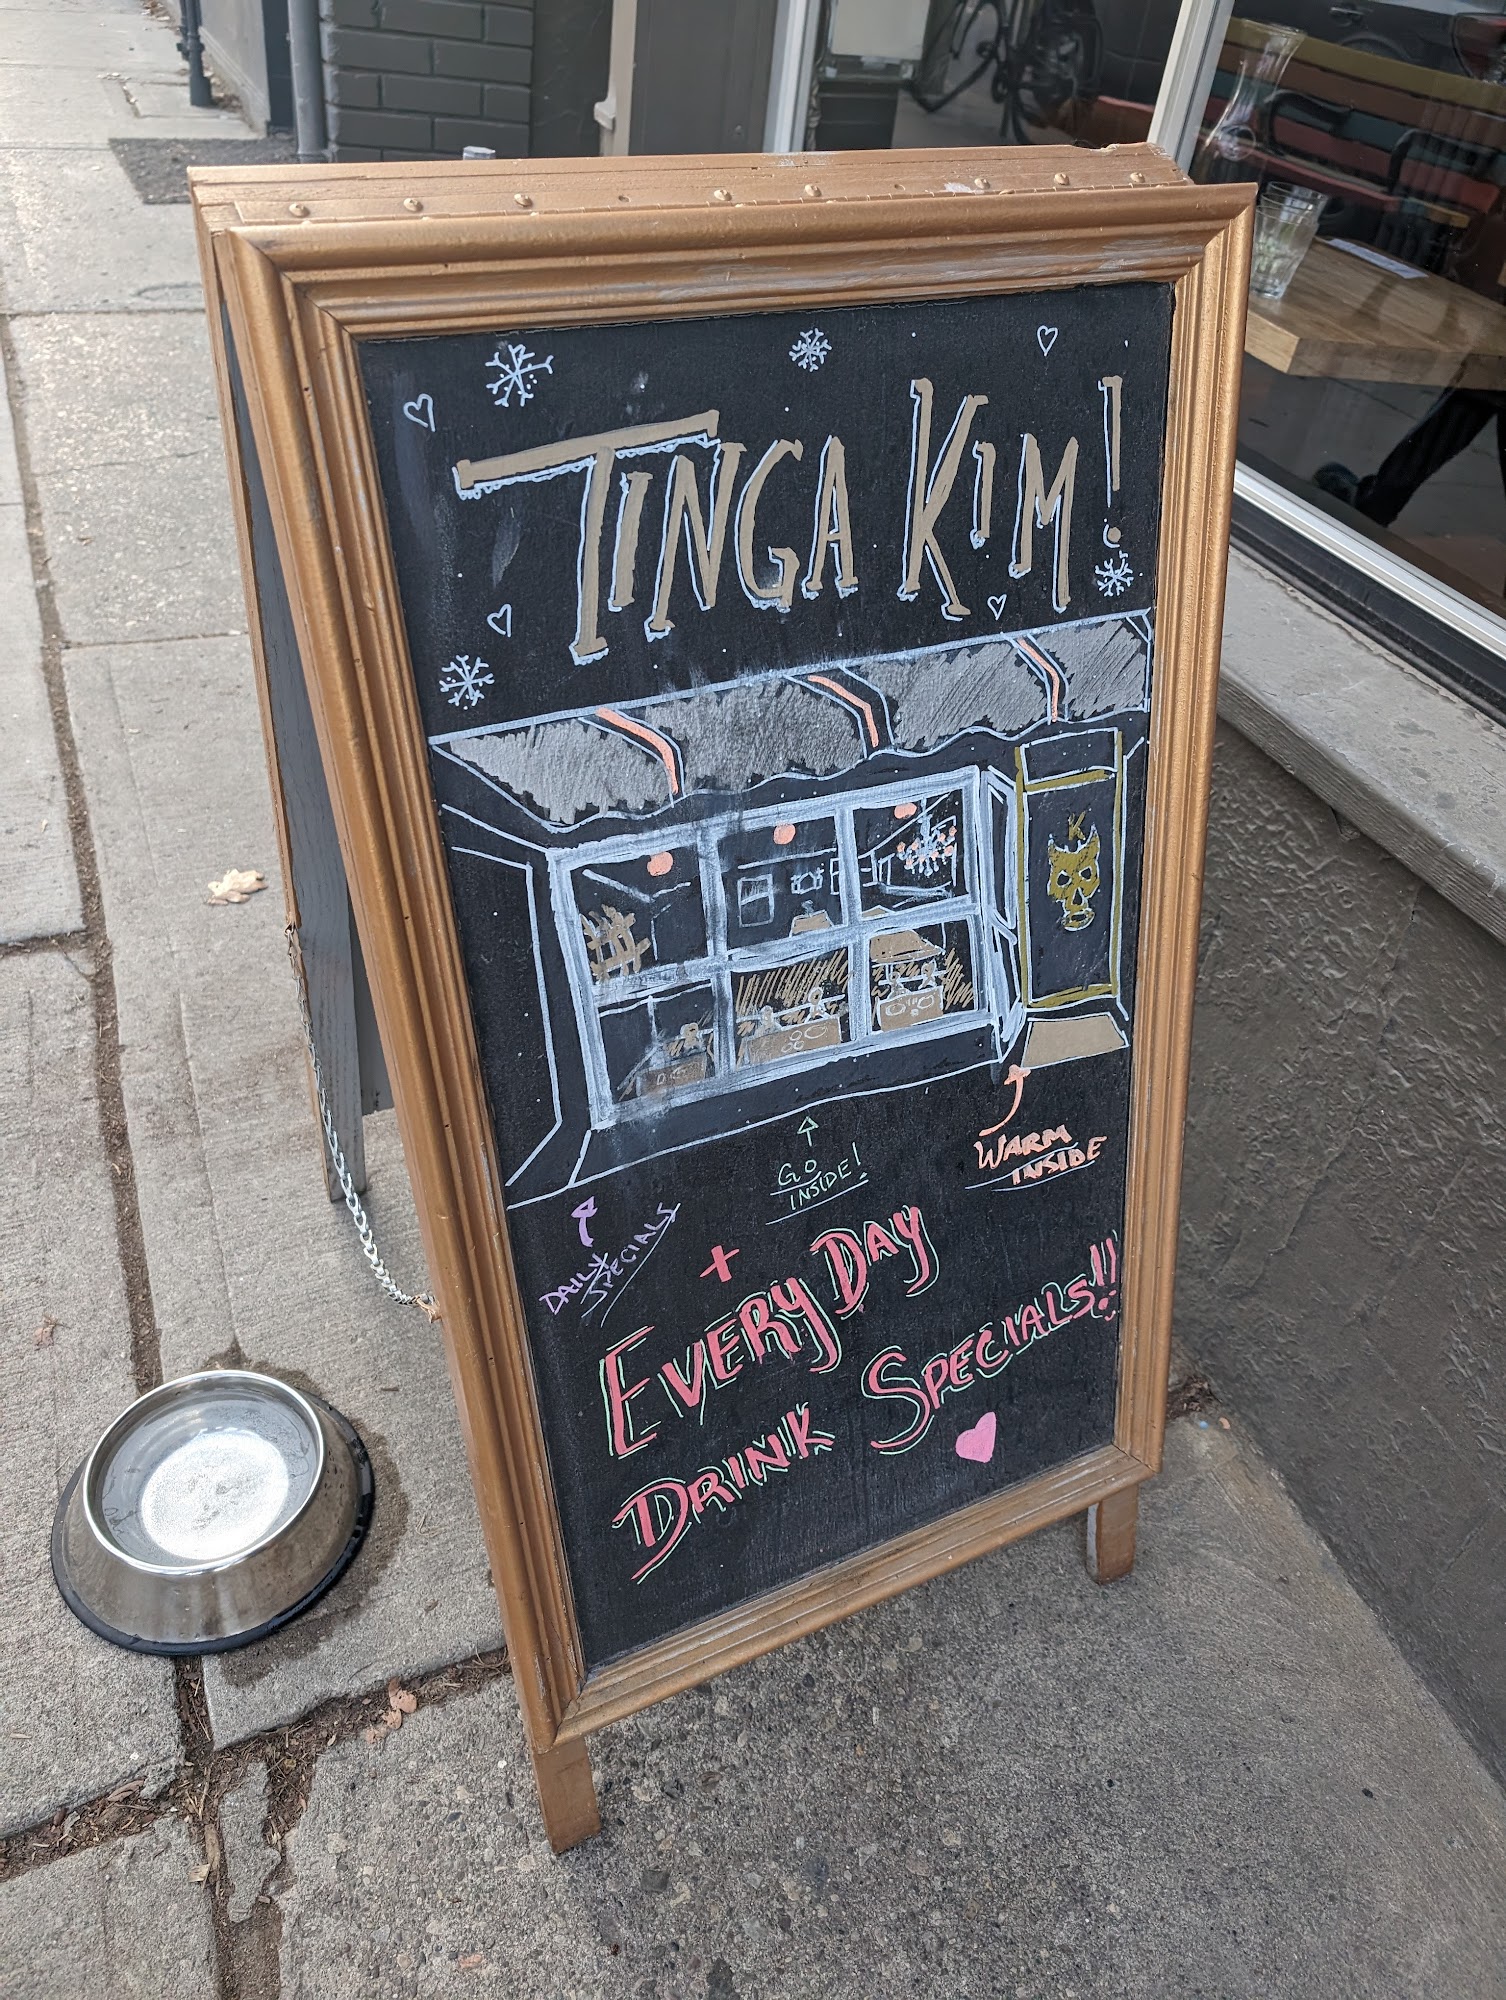 TINGA KIM!
K
GO
INSIDE!
WARM
INSIDE
DAILY
SPECIALS
+
EVERY DAY
DRINK SPECIALS!!